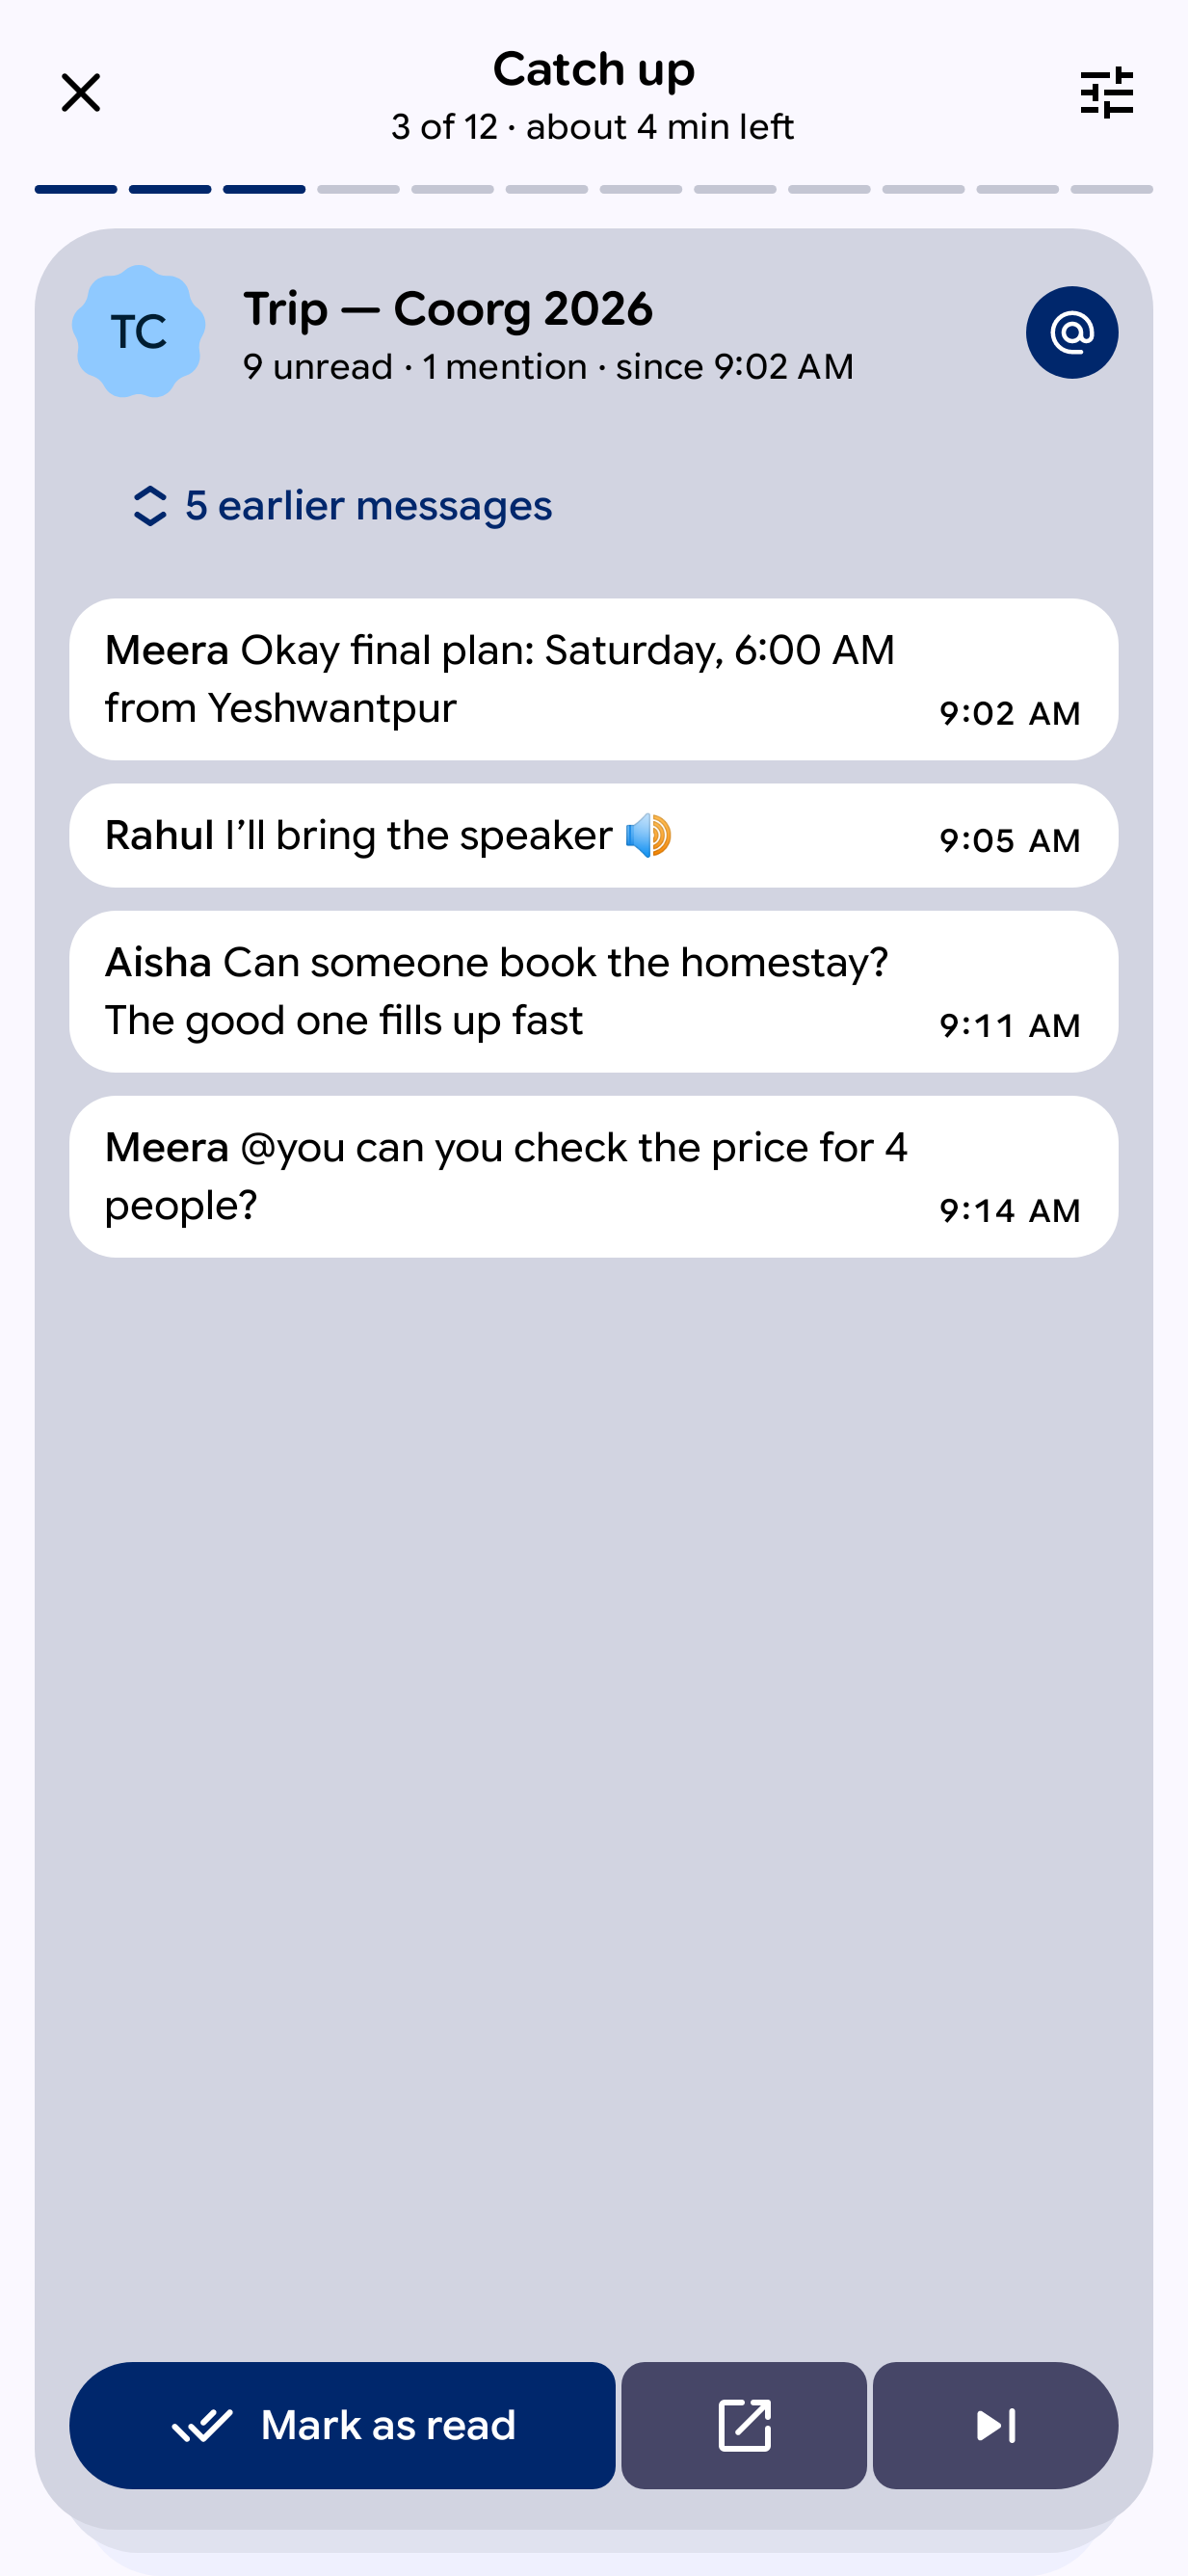 Catch up
3 of 12 · about 4 min left
TC
Trip — Coorg 2026
9 unread · 1 mention · since 9:02 AM
5 earlier messages
Meera Okay final plan: Saturday, 6:00 AM
from Yeshwantpur
9:02 AM
Rahul I’ll bring the speaker 🔊
9:05 AM
Aisha Can someone book the homestay?
The good one fills up fast
9:11 AM
Meera @you can you check the price for 4
people?
9:14 AM
Mark as read